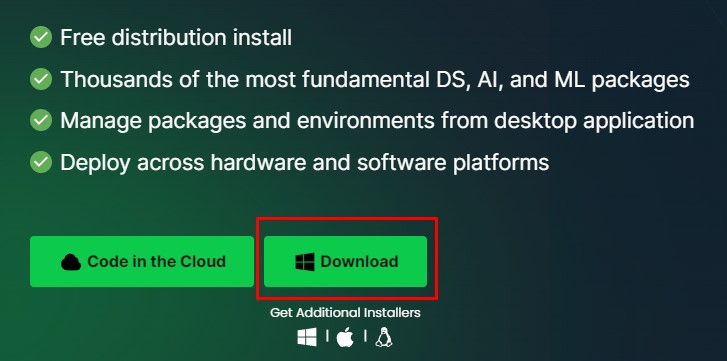 Free distribution install
Thousands of the most fundamental DS, AI, and ML packages
Manage packages and environments from desktop application
Deploy across hardware and software platforms
Code in the Cloud
Download
Get Additional Installers
| |